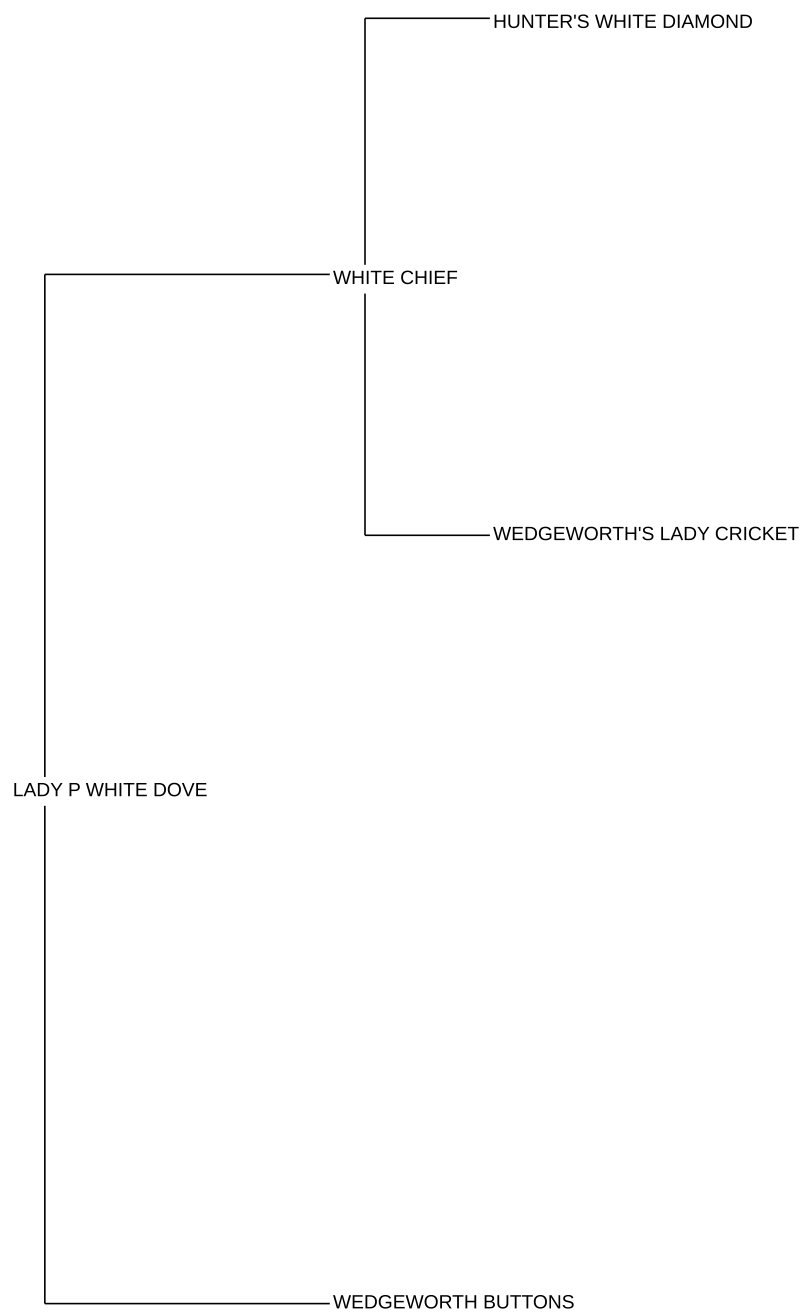 HUNTER'S WHITE DIAMOND
WHITE CHIEF
WEDGEWORTH'S LADY CRICKET
LADY P WHITE DOVE
WEDGEWORTH BUTTONS